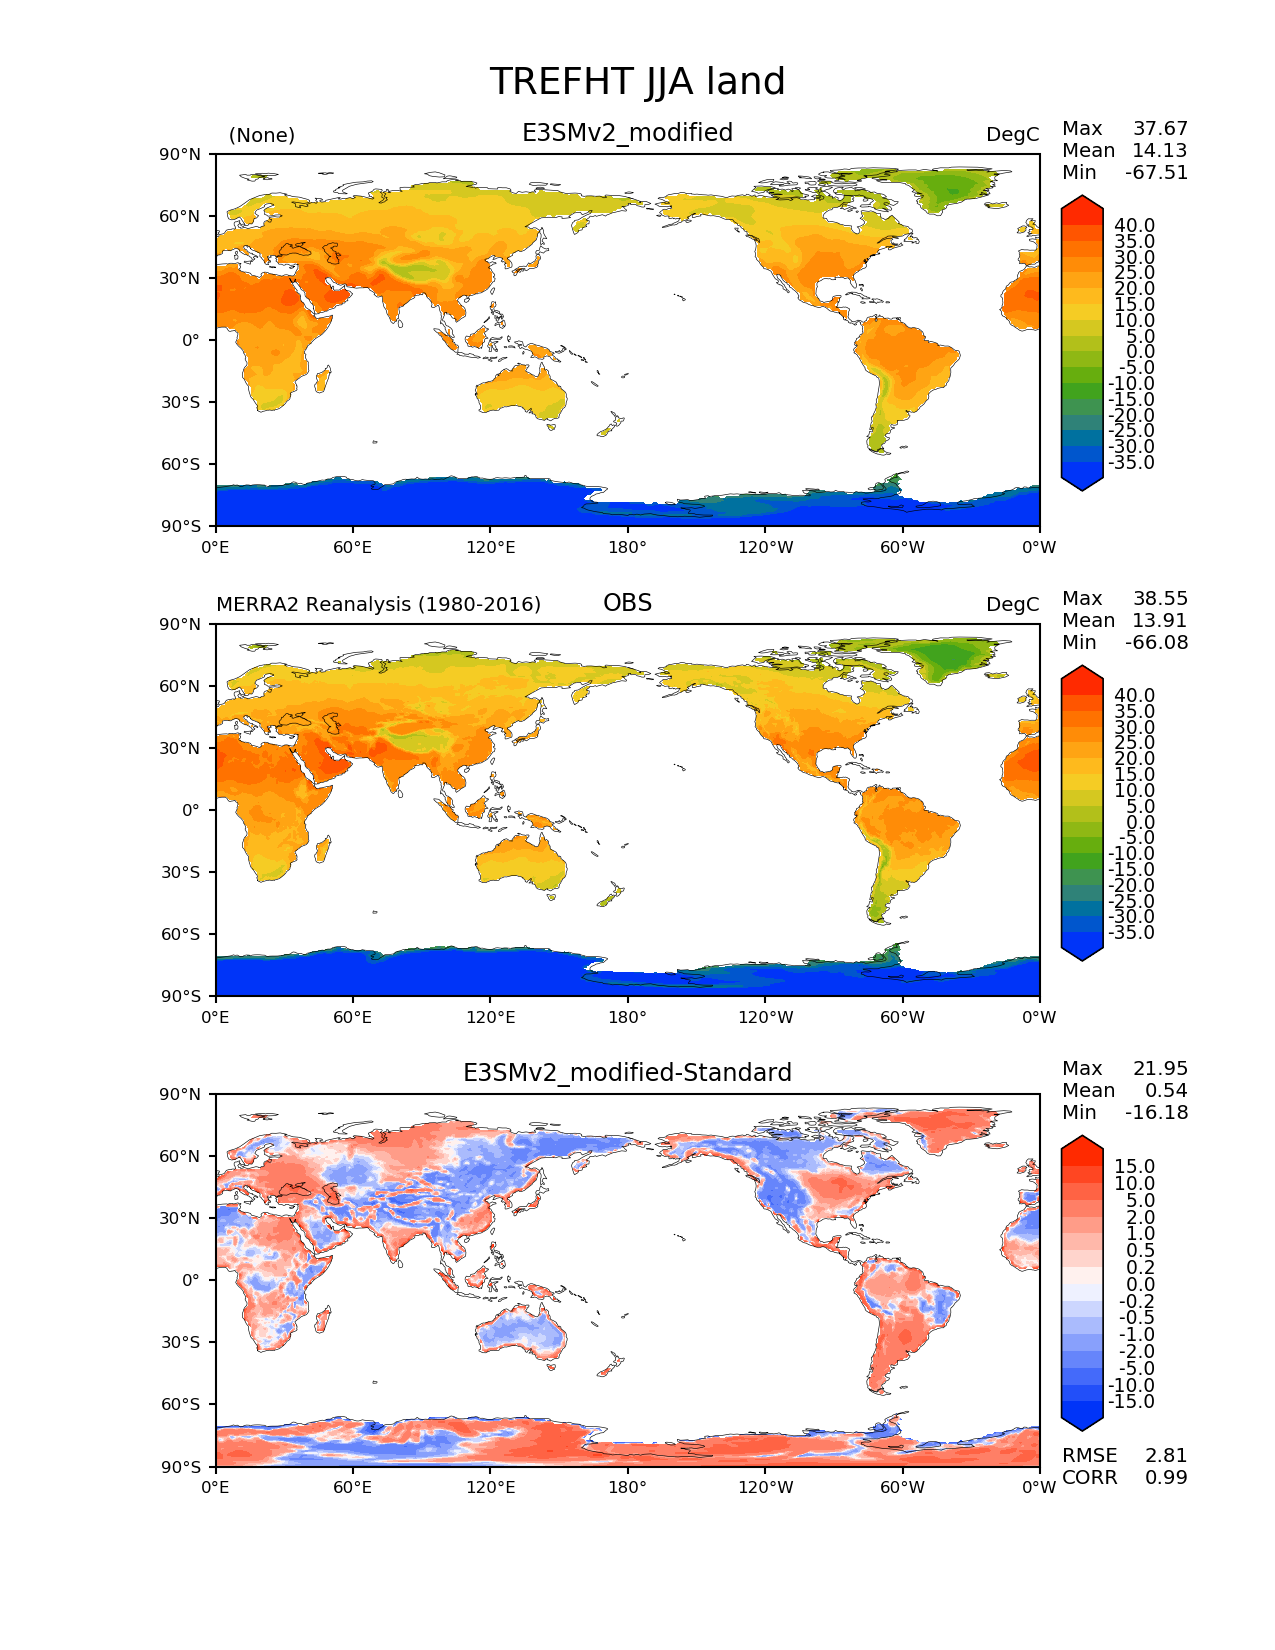 TREFHT JJA land
(None) E3SMv2_modified DegC
Max 37.67
Mean 14.13
Min -67.51
90°N
60°N
30°N
0°
30°S
60°S
90°S
0°E 60°E 120°E 180° 120°W 60°W 0°W
40.0
35.0
30.0
25.0
20.0
15.0
10.0
5.0
0.0
-5.0
-10.0
-15.0
-20.0
-25.0
-30.0
-35.0
MERRA2 Reanalysis (1980-2016) OBS DegC
Max 38.55
Mean 13.91
Min -66.08
90°N
60°N
30°N
0°
30°S
60°S
90°S
0°E 60°E 120°E 180° 120°W 60°W 0°W
40.0
35.0
30.0
25.0
20.0
15.0
10.0
5.0
0.0
-5.0
-10.0
-15.0
-20.0
-25.0
-30.0
-35.0
E3SMv2_modified-Standard
Max 21.95
Mean 0.54
Min -16.18
90°N
60°N
30°N
0°
30°S
60°S
90°S
0°E 60°E 120°E 180° 120°W 60°W 0°W
15.0
10.0
5.0
2.0
1.0
0.5
0.2
0.0
-0.2
-0.5
-1.0
-2.0
-5.0
-10.0
-15.0
RMSE 2.81
CORR 0.99